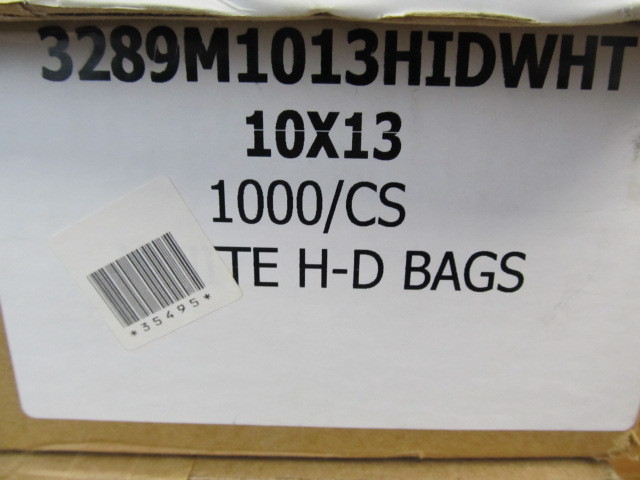 3289M1013HIDWHT
10X13
1000/CS
TE H-D BAGS
*35495*